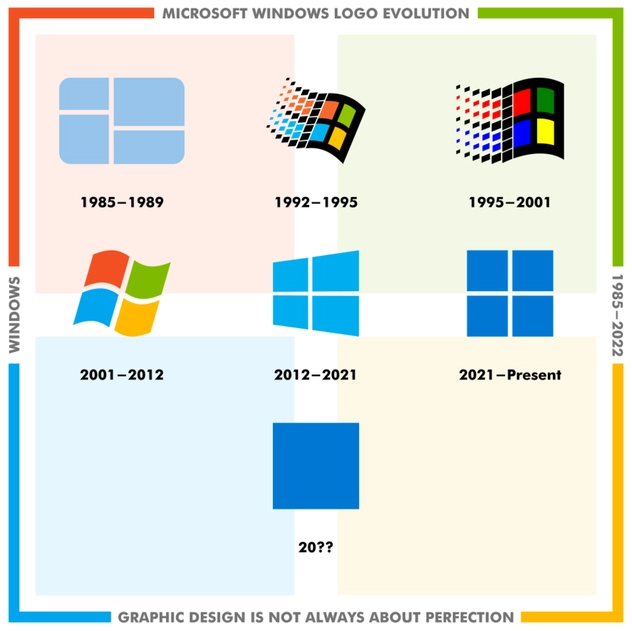 MICROSOFT WINDOWS LOGO EVOLUTION
1985–1989
1992–1995
1995–2001
WINDOWS
1985–2022
2001–2012
2012–2021
2021–Present
20??
GRAPHIC DESIGN IS NOT ALWAYS ABOUT PERFECTION